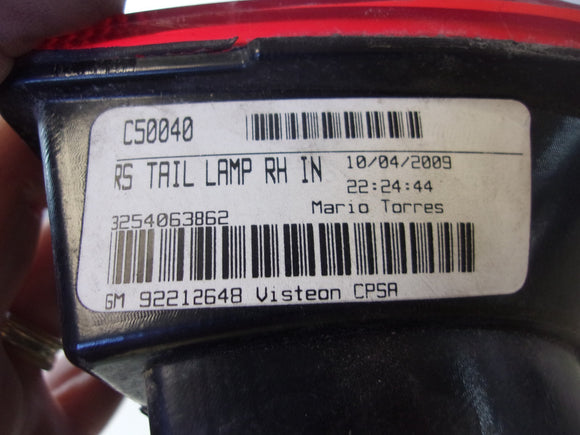 C50040
RS TAIL LAMP RH IN 10/04/2009
22:24:44
Mario Torres
3254063862
GM 92212648 Visteon CPSA